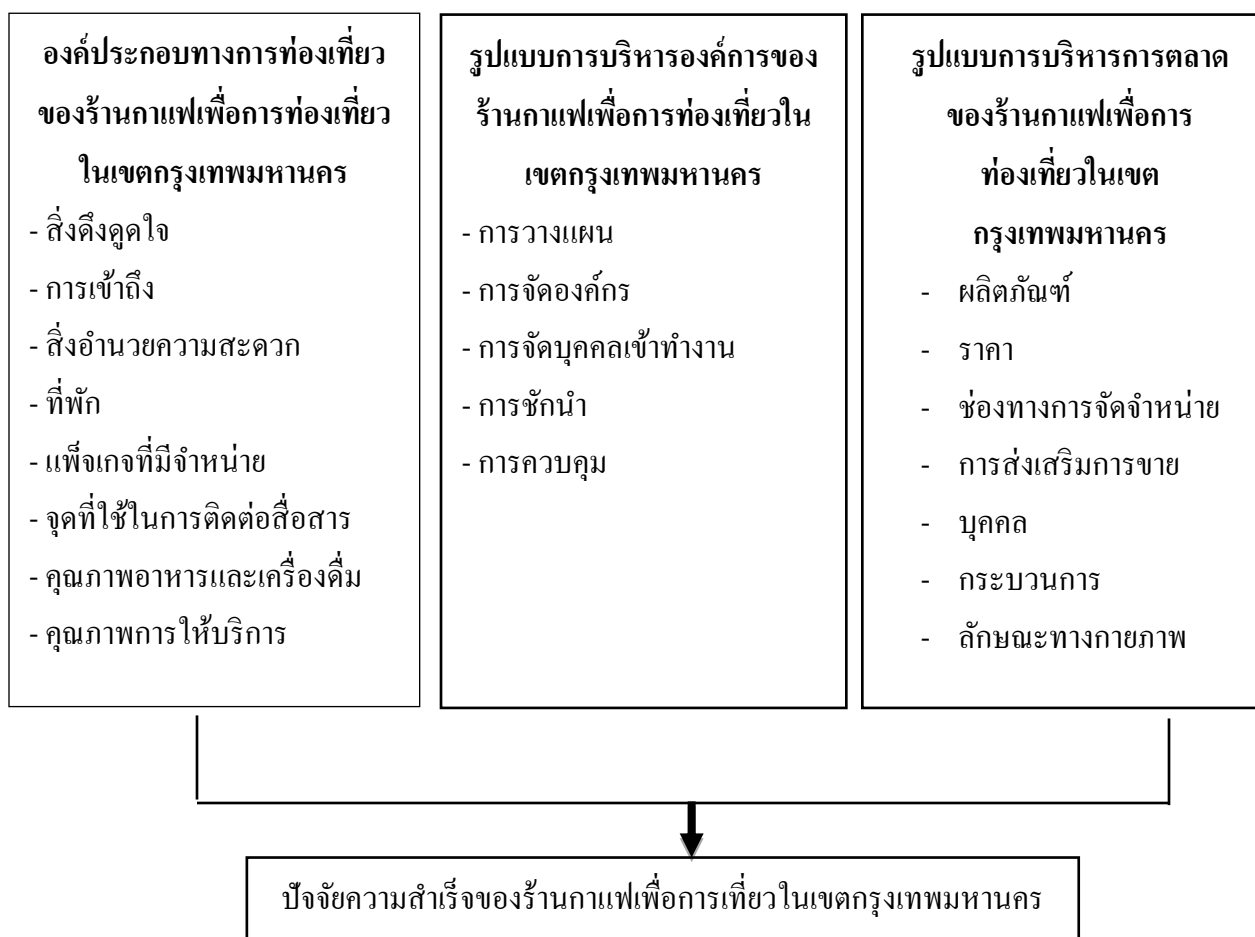 องค์ประกอบทางการท่องเที่ยว
ของร้านกาแฟเพื่อการท่องเที่ยว
ในเขตกรุงเทพมหานคร
- สิ่งดึงดูดใจ
- การเข้าถึง
- สิ่งอำนวยความสะดวก
- ที่พัก
- แพ็จเกจที่มีจำหน่าย
- จุดที่ใช้ในการติดต่อสื่อสาร
- คุณภาพอาหารและเครื่องดื่ม
- คุณภาพการให้บริการ
รูปแบบการบริหารองค์การของ
ร้านกาแฟเพื่อการท่องเที่ยวใน
เขตกรุงเทพมหานคร
- การวางแผน
- การจัดองค์กร
- การจัดบุคคลเข้าทำงาน
- การชักนำ
- การควบคุม
รูปแบบการบริหารการตลาด
ของร้านกาแฟเพื่อการ
ท่องเที่ยวในเขต
กรุงเทพมหานคร
- ผลิตภัณฑ์
- ราคา
- ช่องทางการจัดจำหน่าย
- การส่งเสริมการขาย
- บุคคล
- กระบวนการ
- ลักษณะทางกายภาพ
ปัจจัยความสำเร็จของร้านกาแฟเพื่อการเที่ยวในเขตกรุงเทพมหานคร